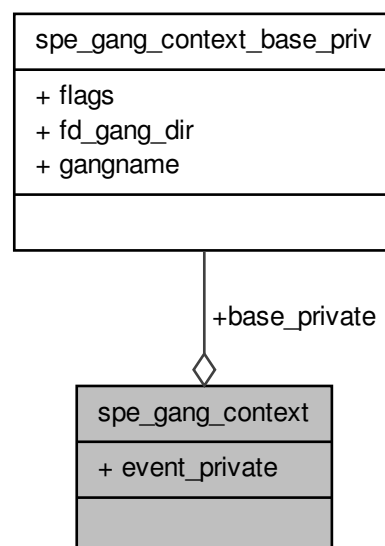 spe_gang_context_base_priv
+ flags
+ fd_gang_dir
+ gangname
+base_private
spe_gang_context
+ event_private